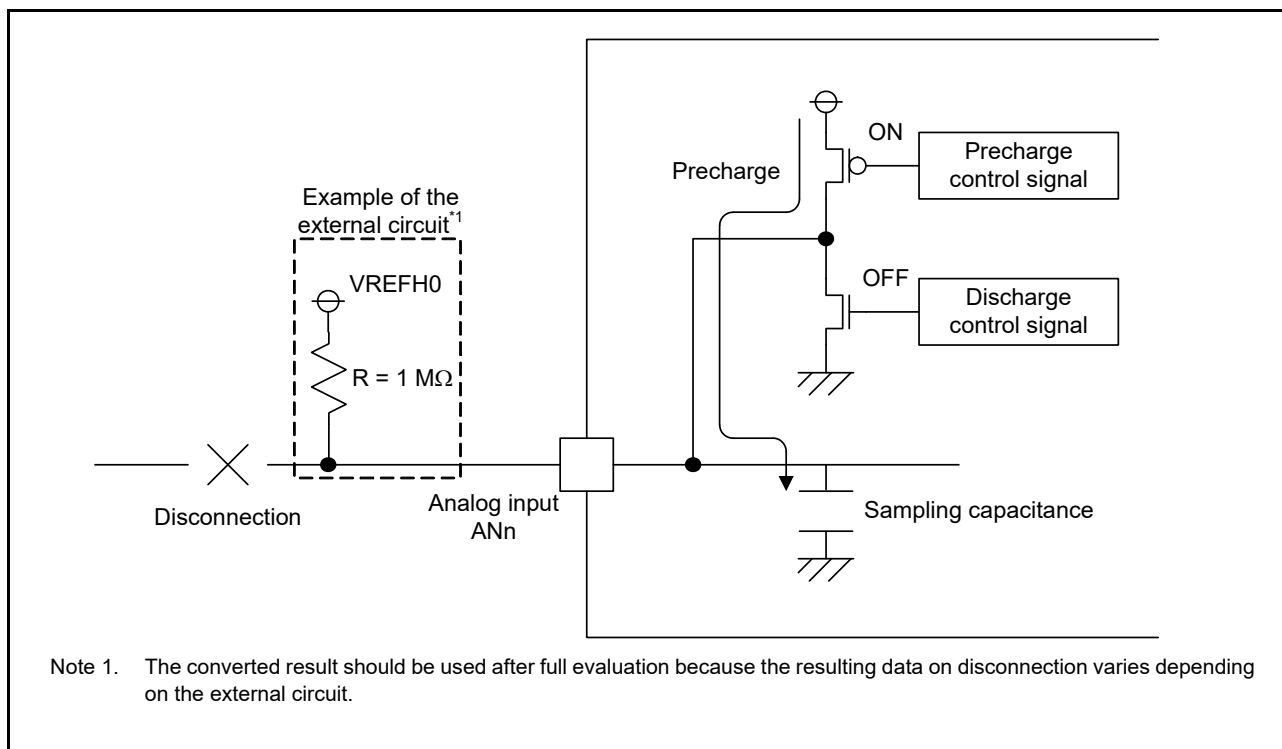 ON
Precharge
control signal
Precharge
Example of the
external circuit*1
VREFH0
OFF
Discharge
control signal
R = 1 MΩ
Analog input
ANn
Disconnection
Sampling capacitance
Note 1. The converted result should be used after full evaluation because the resulting data on disconnection varies depending
on the external circuit.